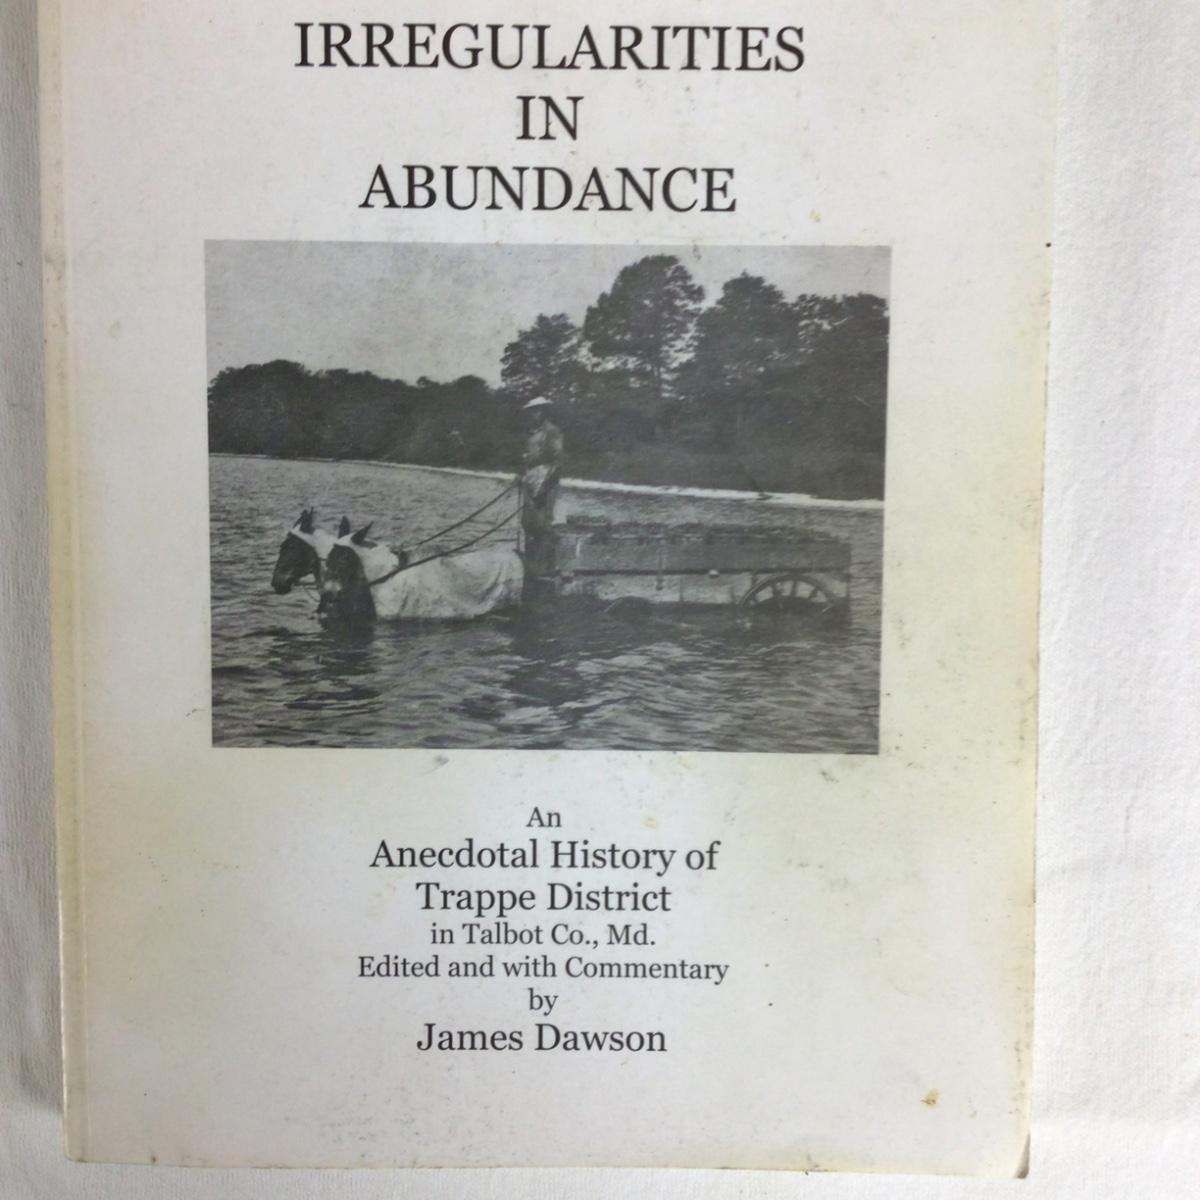 IRREGULARITIES
IN
ABUNDANCE
An
Anecdotal History of
Trappe District
in Talbot Co., Md.
Edited and with Commentary
by
James Dawson